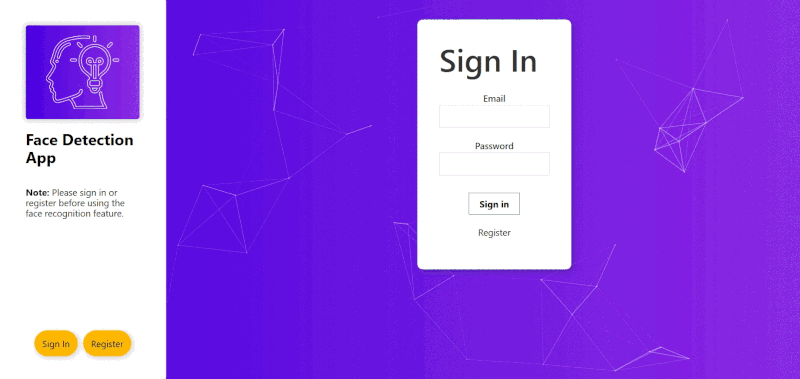 Face Detection
App
Note: Please sign in or
register before using the
face recognition feature.
Sign In
Register
Sign In
Email
Password
Sign in
Register